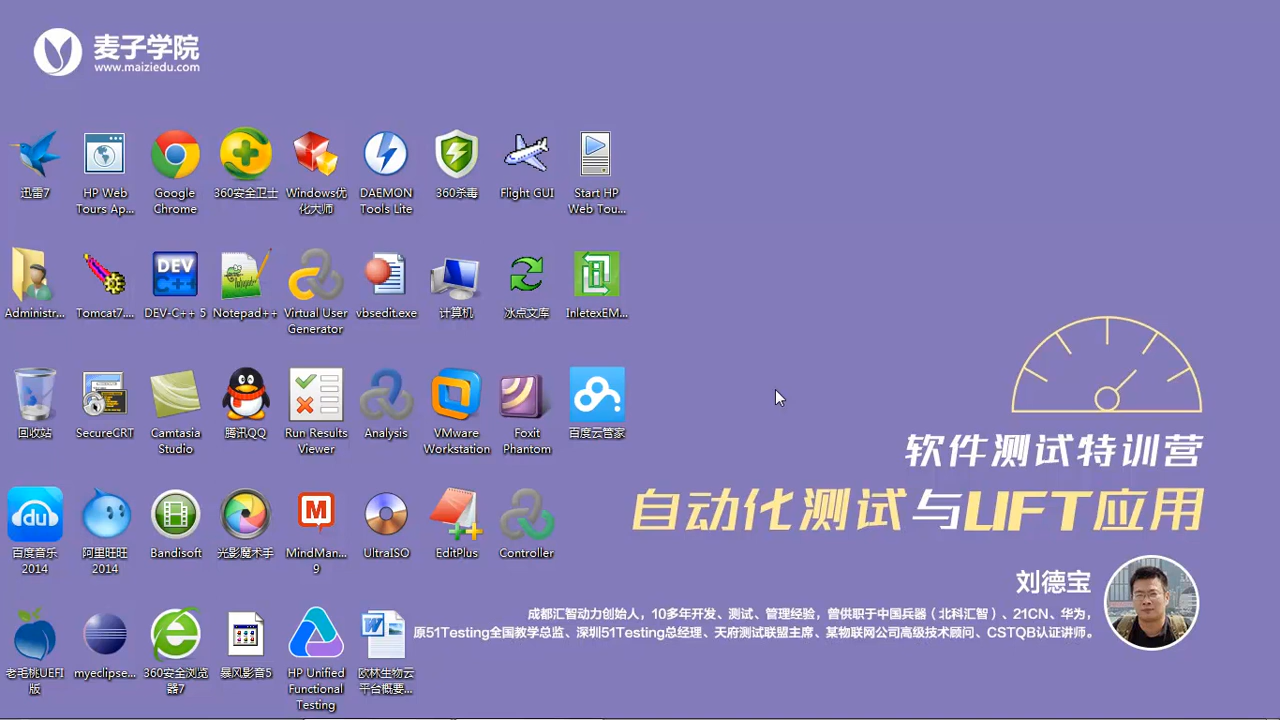 麦子学院
www.maiziedu.com
迅雷7
HP Web
Tours Ap...
Google
Chrome
360安全卫士
Windows优
化大师
DAEMON
Tools Lite
360杀毒
Flight GUI
Start HP
Web Tou...
Administr...
Tomcat7....
DEV-C++ 5
Notepad++
Virtual User
Generator
vbsedit.exe
计算机
冰点文库
InletexEM...
回收站
SecureCRT
Camtasia
Studio
腾讯QQ
Run Results
Viewer
Analysis
VMware
Workstation
Foxit
Phantom
百度云管家
百度音乐
2014
阿里旺旺
2014
Bandisoft
光影魔术手
MindMan...
9
UltraISO
EditPlus
Controller
老毛桃UEFI
版
myeclipse...
360安全浏览
器7
暴风影音5
HP Unified
Functional
Testing
欧林生物云
平台概要...
软件测试特训营
自动化测试与UFT应用
刘德宝
成都汇智动力创始人，10多年开发、测试、管理经验，曾供职于中国兵器（北科汇智）、21CN、华为，
原51Testing全国教学总监、深圳51Testing总经理、天府测试联盟主席、某物联网公司高级技术顾问、CSTQB认证讲师。